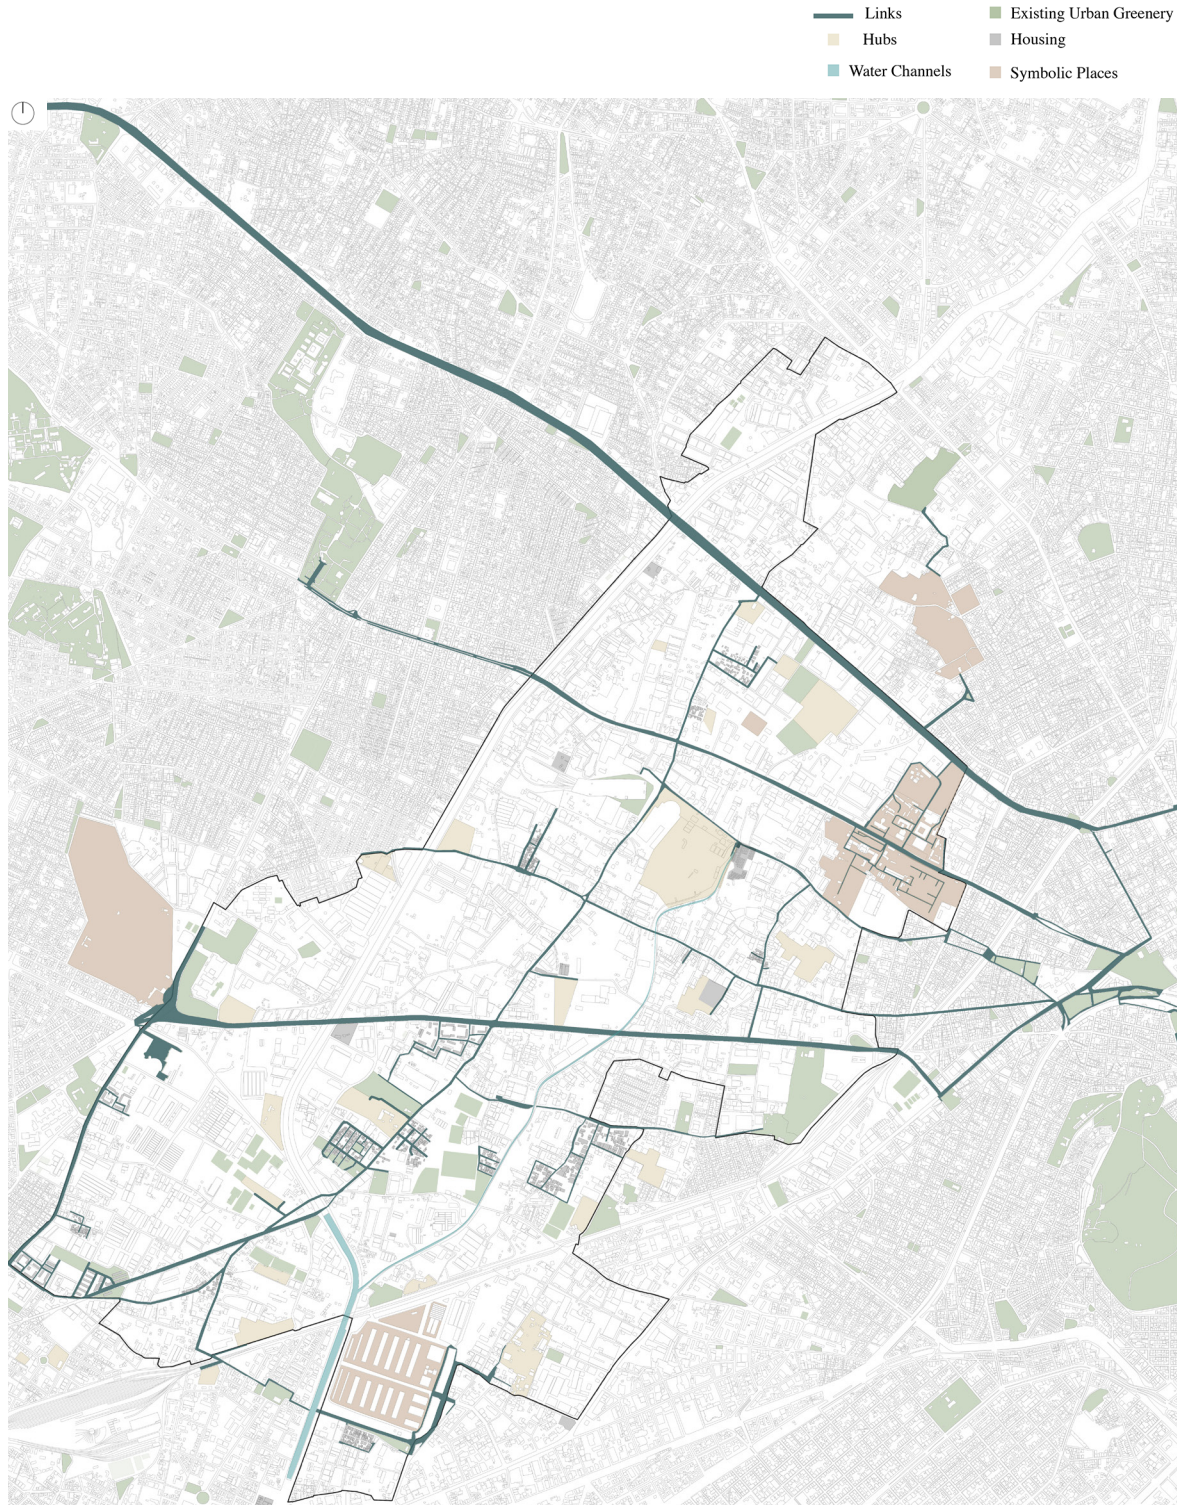 Links
Existing Urban Greenery
Hubs
Housing
Water Channels
Symbolic Places